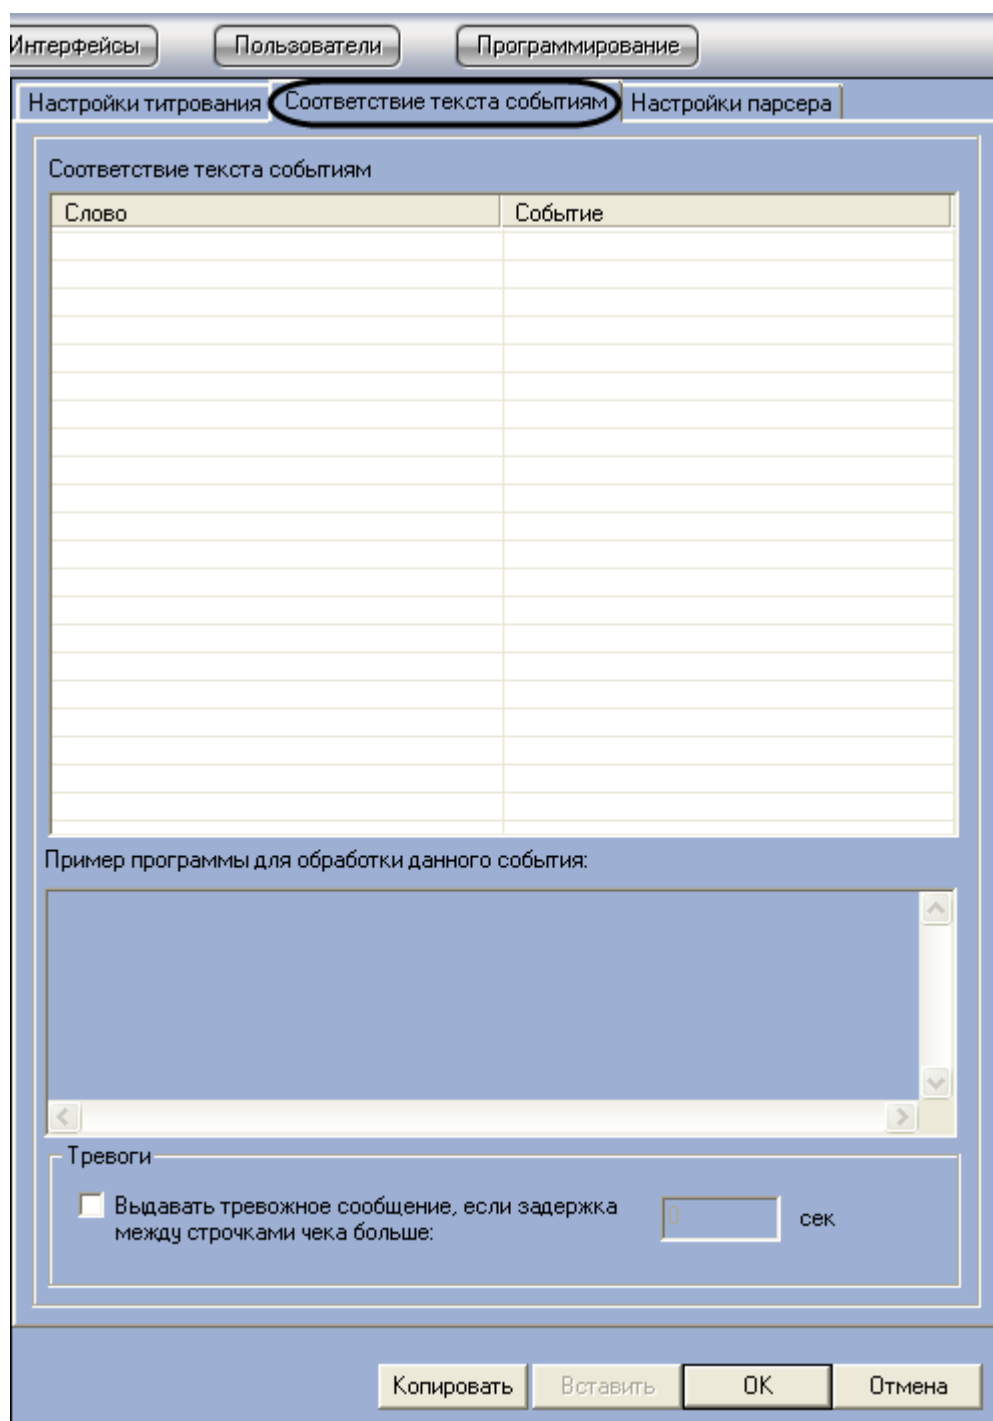 Интерфейсы Пользователи Программирование
Настройки титрования Соответствие текста событиям Настройки парсера
Соответствие текста событиям
Слово Событие
Пример программы для обработки данного события:
Тревоги
Выдавать тревожное сообщение, если задержка
между строчками чека больше:
0 сек
Копировать Вставить OK Отмена